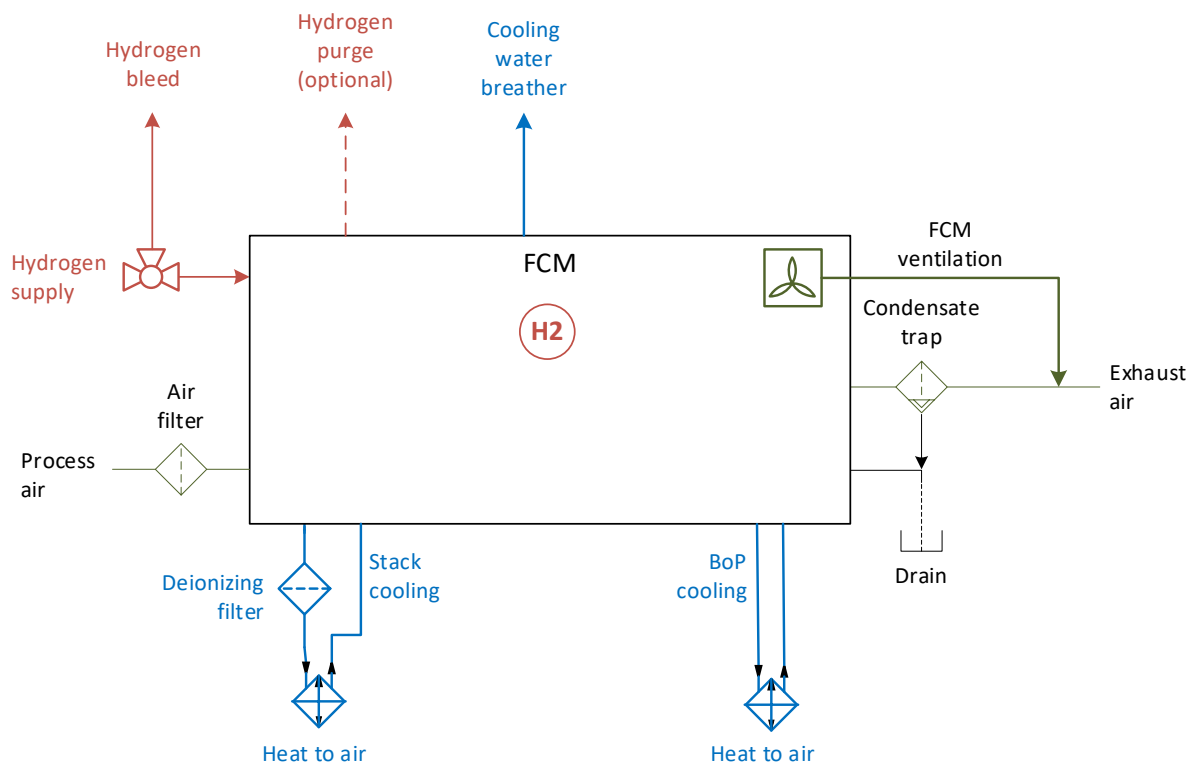 Hydrogen
bleed
Hydrogen
purge
(optional)
Cooling
water
breather
Hydrogen
supply
FCM
H2
FCM
ventilation
Condensate
trap
Exhaust
air
Air
filter
Process
air
Deionizing
filter
Stack
cooling
BoP
cooling
Drain
Heat to air
Heat to air